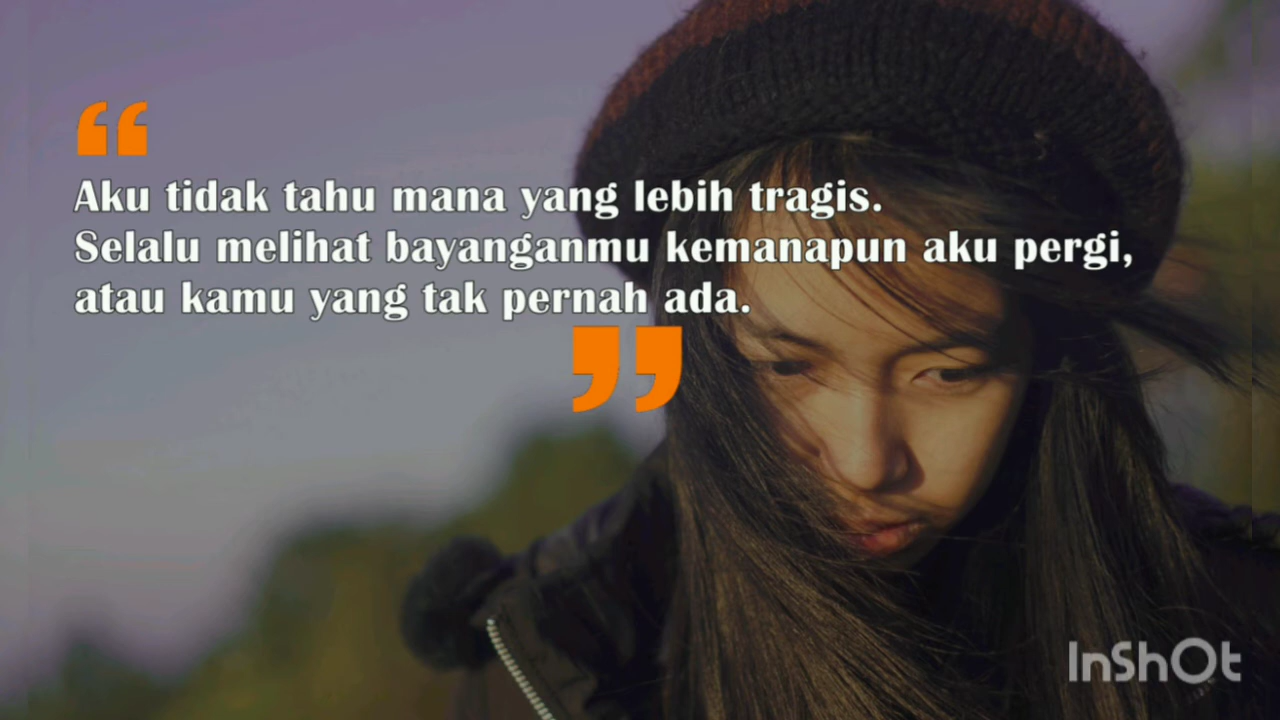 “
Aku tidak tahu mana yang lebih tragis.
Selalu melihat bayanganmu kemanapun aku pergi,
atau kamu yang tak pernah ada.
”
InShOt